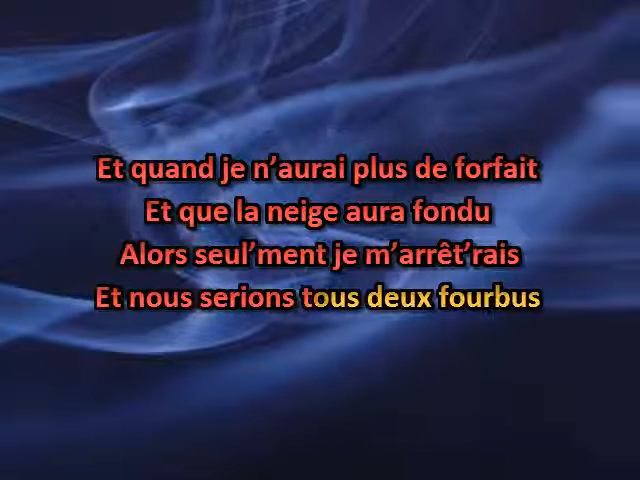 Et quand je n’aurai plus de forfait
Et que la neige aura fondu
Alors seul’ment je m’arrêt’rais
Et nous serions tous deux fourbus